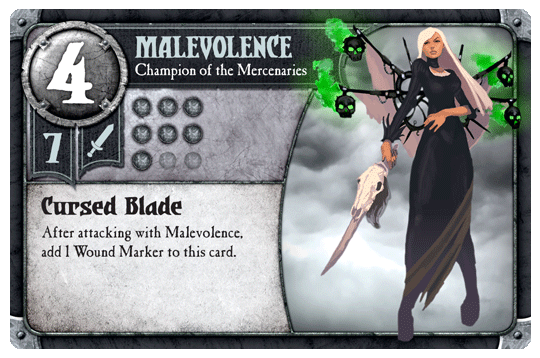 4
MALEVOLENCE
Champion of the Mercenaries
7
Cursed Blade
After attacking with Malevolence,
add 1 Wound Marker to this card.